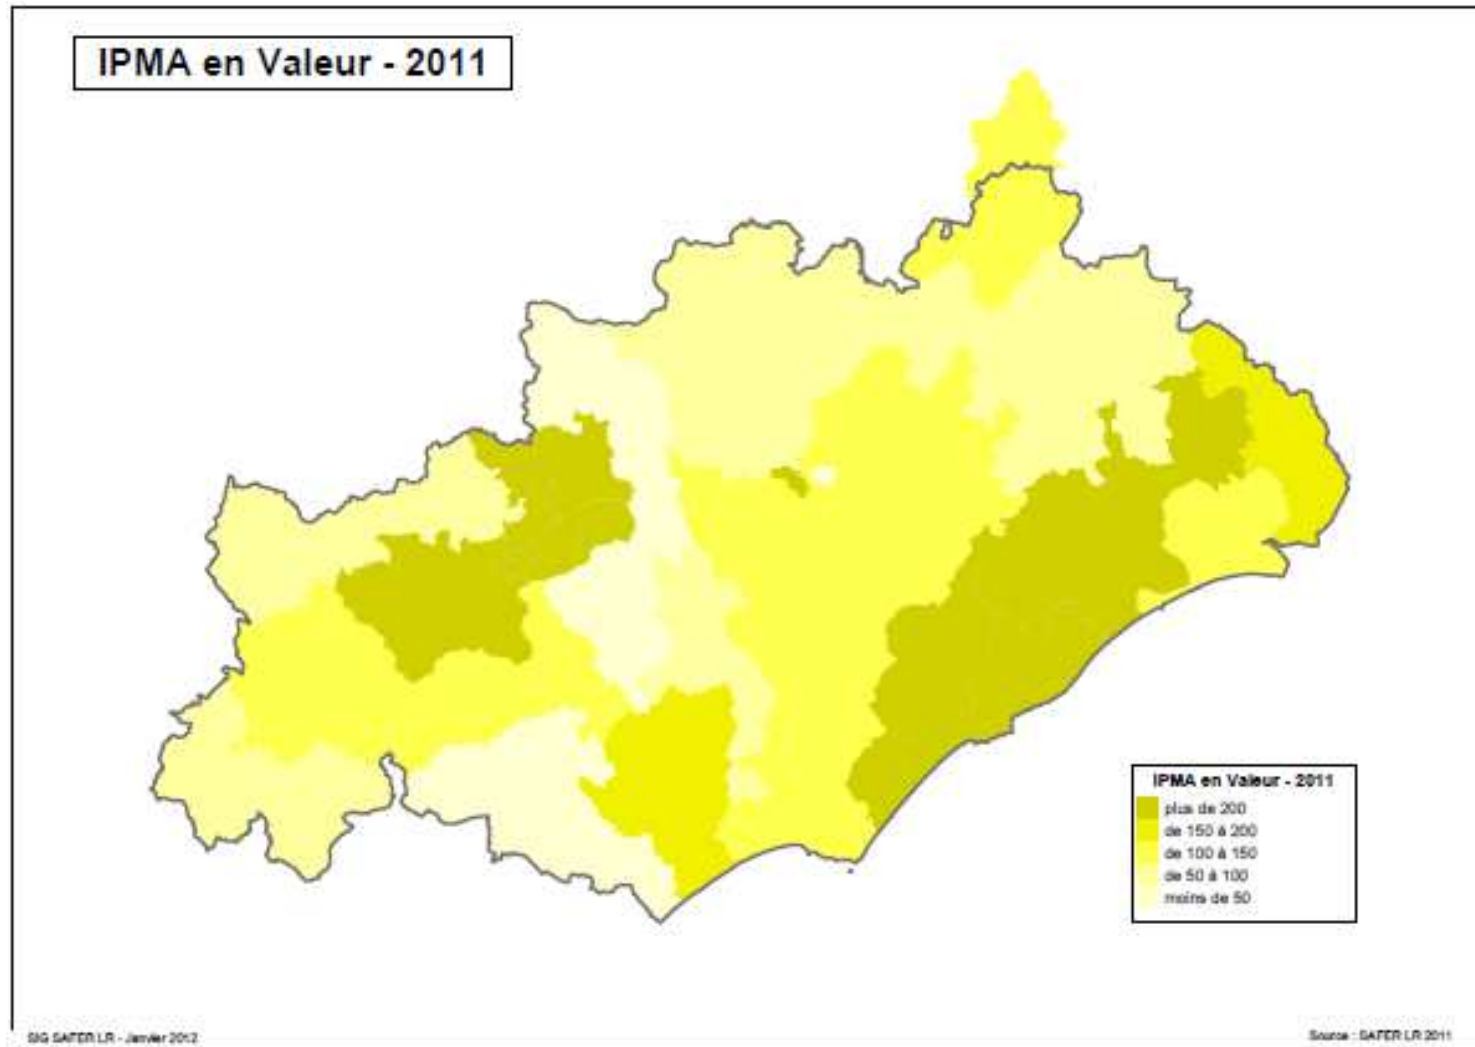 IPMA en Valeur - 2011
IPMA en Valeur - 2011
plus de 200
de 150 à 200
de 100 à 150
de 50 à 100
moins de 50
SIG SAFER LR - Janvier 2012
Source : SAFER LR 2011